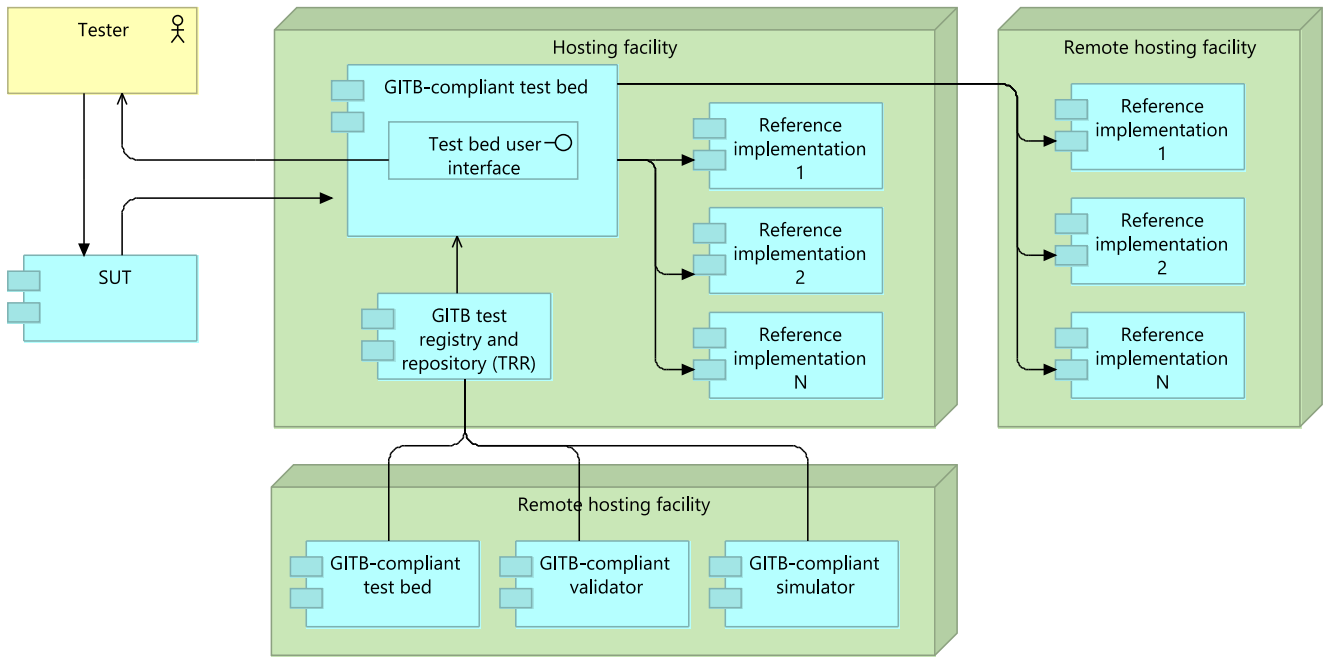 Tester
Hosting facility
Remote hosting facility
GITB-compliant test bed
Test bed user
interface
Reference
implementation
1
Reference
implementation
2
Reference
implementation
N
Reference
implementation
1
Reference
implementation
2
Reference
implementation
N
SUT
GITB test
registry and
repository (TRR)
Remote hosting facility
GITB-compliant
test bed
GITB-compliant
validator
GITB-compliant
simulator